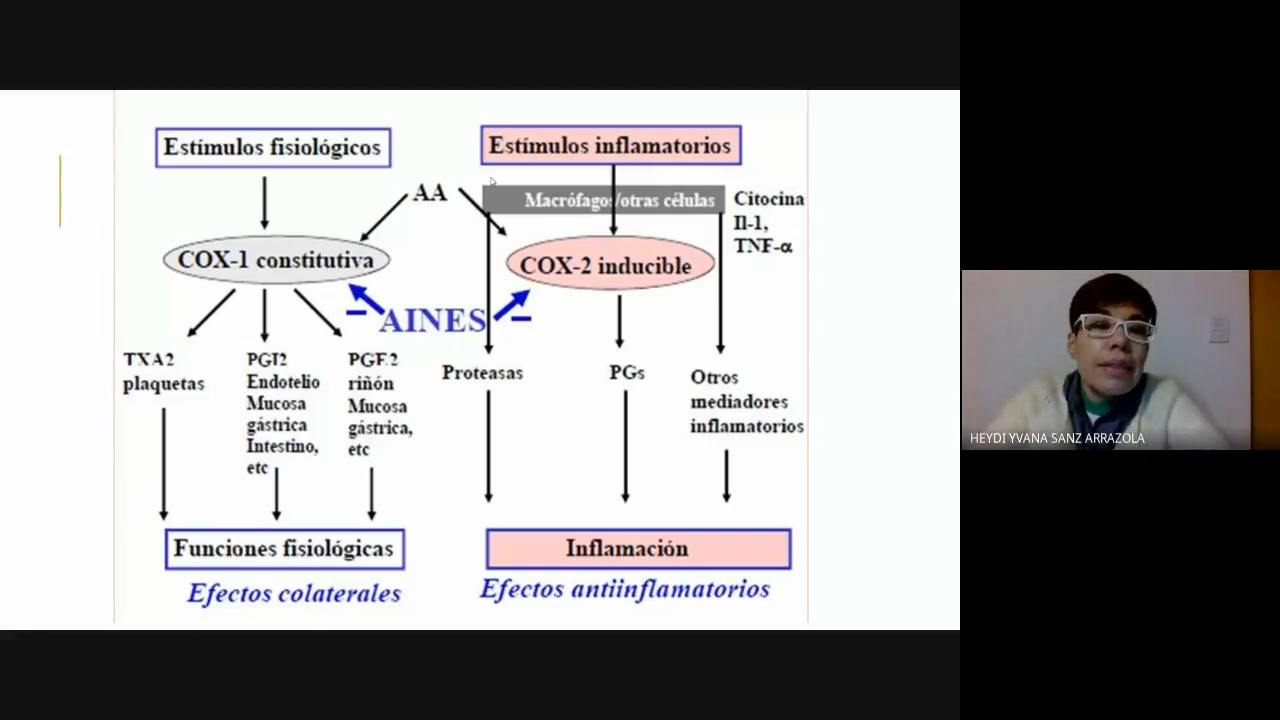 Estímulos fisiológicos
Estímulos inflamatorios
AA
Macrófagos/otras células
Citocina
Il-1,
TNF-α
COX-1 constitutiva
COX-2 inducible
– AINES –
TXA2
plaquetas
PGI2
Endotelio
Mucosa
gástrica
Intestino,
etc
PGE2
riñón
Mucosa
gástrica,
etc
Proteasas
PGs
Otros
mediadores
inflamatorios
Funciones fisiológicas
Inflamación
Efectos colaterales
Efectos antiinflamatorios
HEYDI YVANA SANZ ARRAZOLA